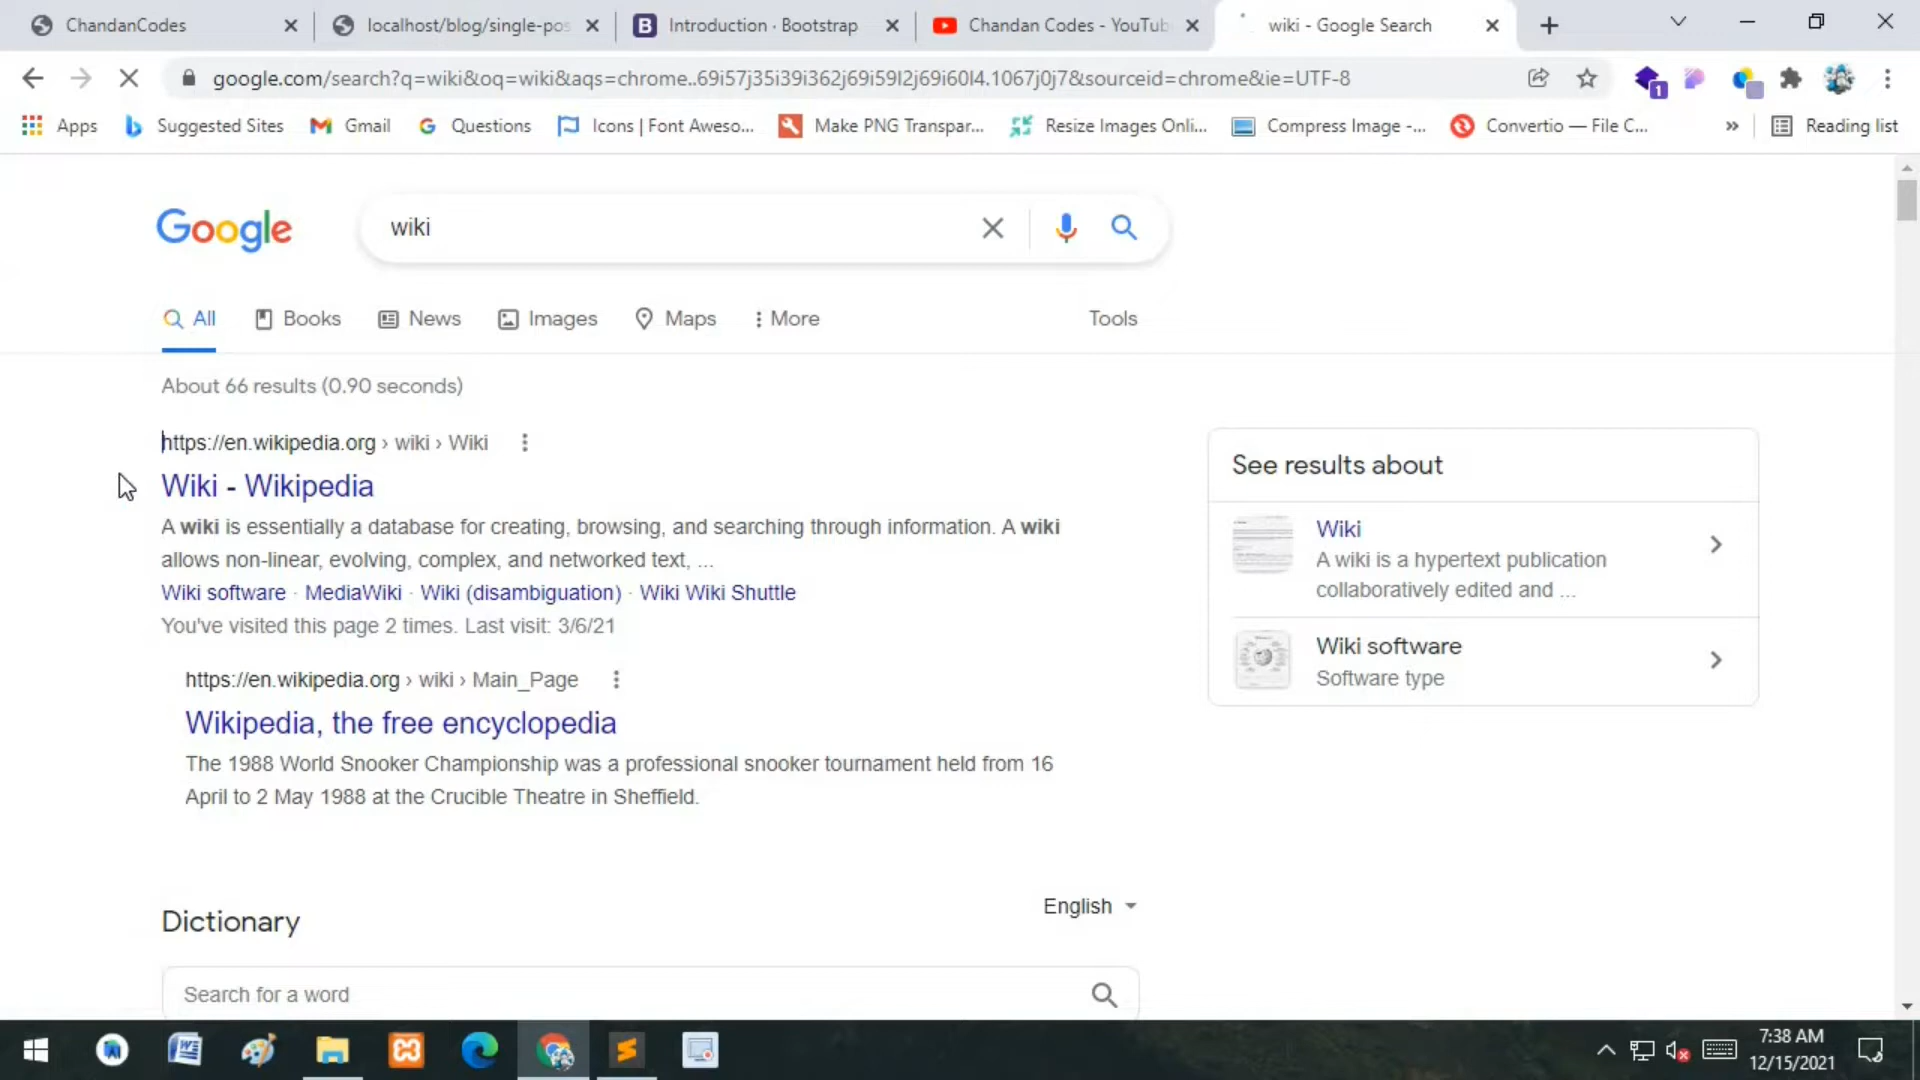 ChandanCodes
localhost/blog/single-pos
Introduction · Bootstrap
Chandan Codes - YouTub
wiki - Google Search
google.com/search?q=wiki&oq=wiki&aqs=chrome..69i57j35i39i362j69i59l2j69i60l4.1067j0j7&sourceid=chrome&ie=UTF-8
1
Apps
Suggested Sites
Gmail
Questions
Icons | Font Aweso...
Make PNG Transpar...
Resize Images Onli...
Compress Image -...
Convertio — File C...
»
Reading list
Google
wiki
All
Books
News
Images
Maps
More
Tools
About 66 results (0.90 seconds)
https://en.wikipedia.org › wiki › Wiki
Wiki - Wikipedia
A wiki is essentially a database for creating, browsing, and searching through information. A wiki
allows non-linear, evolving, complex, and networked text, ...
Wiki software · MediaWiki · Wiki (disambiguation) · Wiki Wiki Shuttle
You've visited this page 2 times. Last visit: 3/6/21
https://en.wikipedia.org › wiki › Main_Page
Wikipedia, the free encyclopedia
The 1988 World Snooker Championship was a professional snooker tournament held from 16
April to 2 May 1988 at the Crucible Theatre in Sheffield.
See results about
Wiki
A wiki is a hypertext publication
collaboratively edited and ...
Wiki software
Software type
Dictionary
English
Search for a word
7:38 AM
12/15/2021